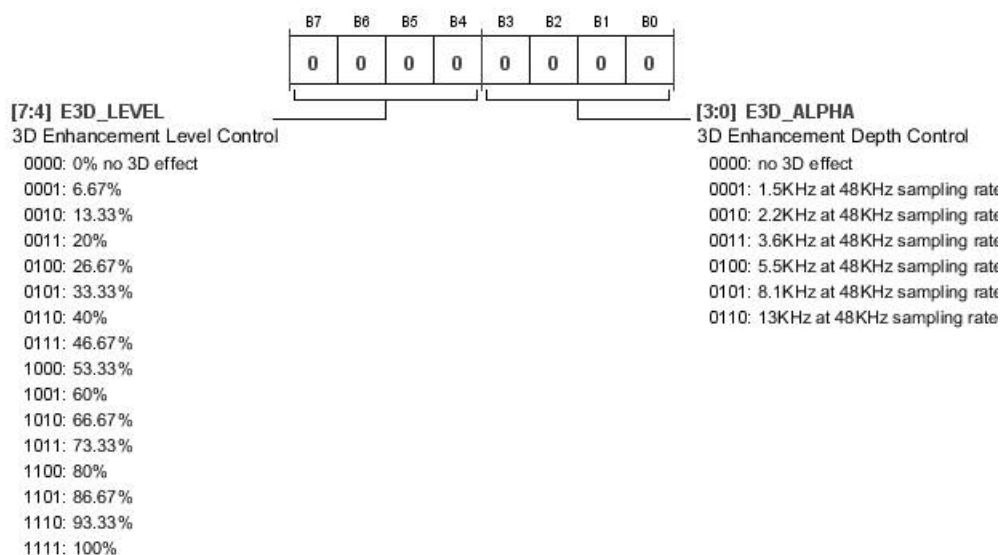 B7 B6 B5 B4 B3 B2 B1 B0
0 0 0 0 0 0 0 0
[7:4] E3D_LEVEL
3D Enhancement Level Control
0000: 0% no 3D effect
0001: 6.67%
0010: 13.33%
0011: 20%
0100: 26.67%
0101: 33.33%
0110: 40%
0111: 46.67%
1000: 53.33%
1001: 60%
1010: 66.67%
1011: 73.33%
1100: 80%
1101: 86.67%
1110: 93.33%
1111: 100%
[3:0] E3D_ALPHA
3D Enhancement Depth Control
0000: no 3D effect
0001: 1.5KHz at 48KHz sampling rate
0010: 2.2KHz at 48KHz sampling rate
0011: 3.6KHz at 48KHz sampling rate
0100: 5.5KHz at 48KHz sampling rate
0101: 8.1KHz at 48KHz sampling rate
0110: 13KHz at 48KHz sampling rate